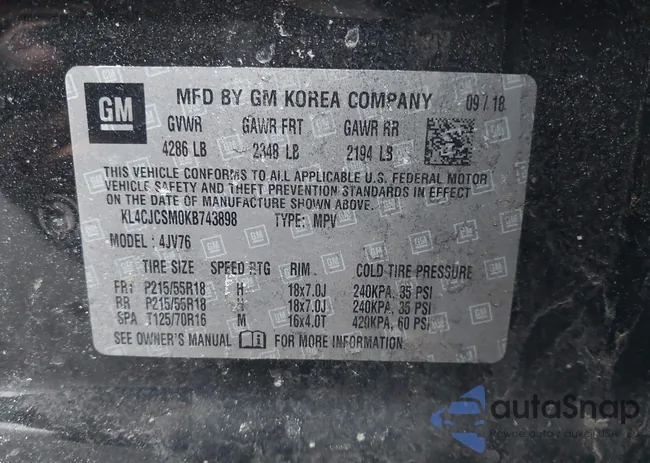 GM
MFD BY GM KOREA COMPANY 09/18
GVWR GAWR FRT GAWR RR
4286 LB 2348 LB 2194 LB
THIS VEHICLE CONFORMS TO ALL APPLICABLE U.S. FEDERAL MOTOR
VEHICLE SAFETY AND THEFT PREVENTION STANDARDS IN EFFECT
ON THE DATE OF MANUFACTURE SHOWN ABOVE.
KL4CJCSM0KB743898 TYPE: MPV
MODEL: 4JV76
TIRE SIZE SPEED RTG RIM COLD TIRE PRESSURE
FRT P215/55R18 H 18x7.0J 240KPA, 35 PSI
RR P215/55R18 H 18x7.0J 240KPA, 35 PSI
SPA T125/70R16 M 16x4.0T 420KPA, 60 PSI
SEE OWNER'S MANUAL FOR MORE INFORMATION
autoSnap